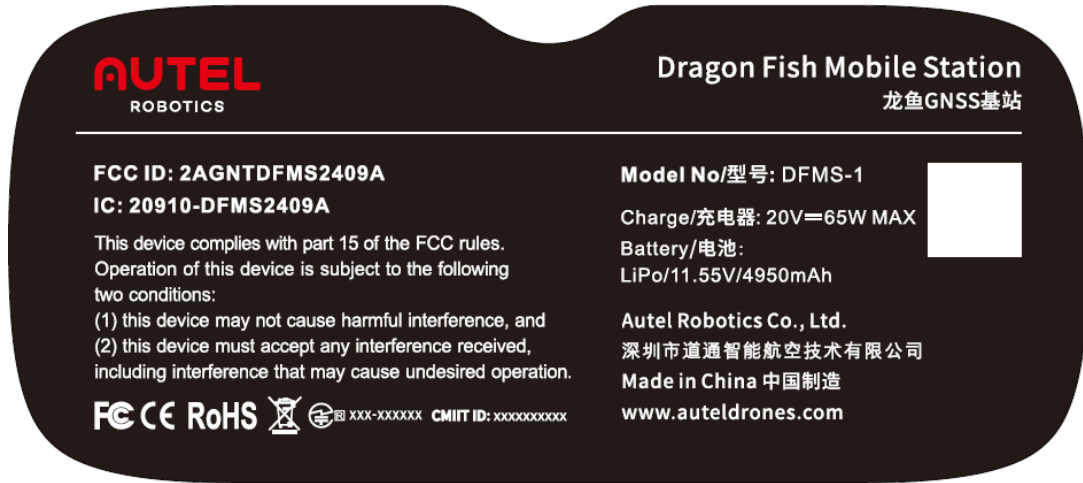 AUTEL
ROBOTICS
Dragon Fish Mobile Station
龙鱼GNSS基站
FCC ID: 2AGNTDFMS2409A
IC: 20910-DFMS2409A
This device complies with part 15 of the FCC rules.
Operation of this device is subject to the following
two conditions:
(1) this device may not cause harmful interference, and
(2) this device must accept any interference received,
including interference that may cause undesired operation.
FC CE RoHS R xxx-xxxxxx CMIIT ID: xxxxxxxxxx
Model No/型号: DFMS-1
Charge/充电器: 20V⎓65W MAX
Battery/电池:
LiPo/11.55V/4950mAh
Autel Robotics Co., Ltd.
深圳市道通智能航空技术有限公司
Made in China 中国制造
www.auteldrones.com